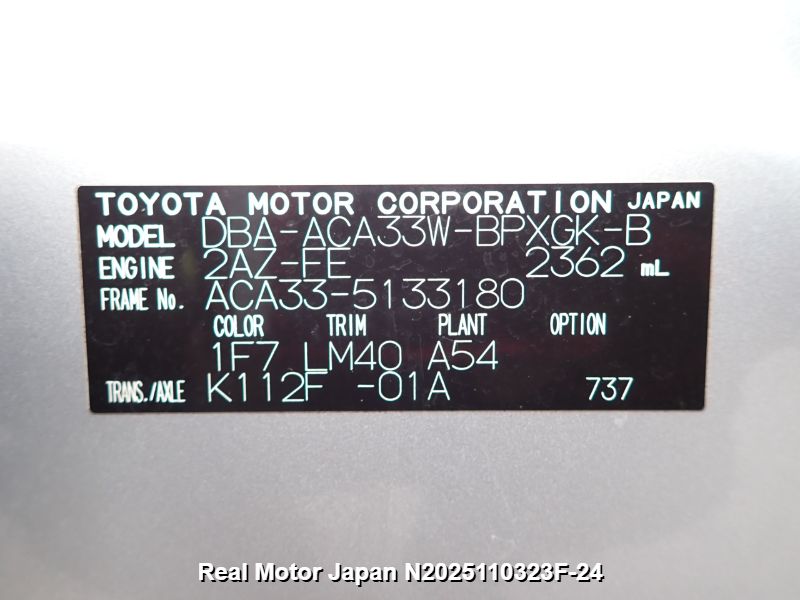 TOYOTA MOTOR CORPORATION JAPAN
MODEL DBA-ACA33W-BPXGK-B
ENGINE 2AZ-FE 2362 mL
FRAME No. ACA33-5133180
COLOR TRIM PLANT OPTION
1F7 LM40 A54
TRANS./AXLE K112F -01A 737
Real Motor Japan N2025110323F-24